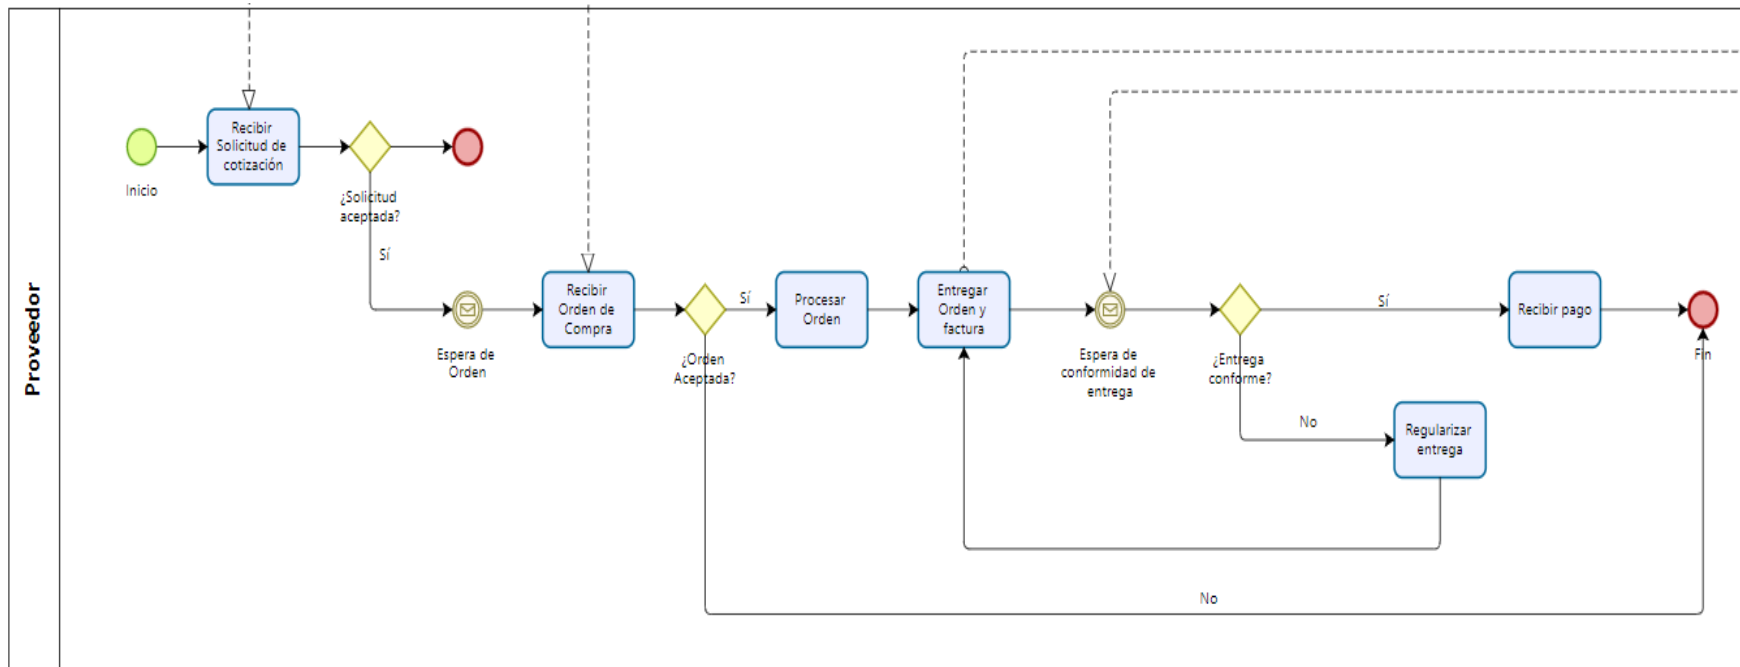 Proveedor
Inicio
Recibir
Solicitud de
cotización
¿Solicitud
aceptada?
Sí
Espera de
Orden
Recibir
Orden de
Compra
¿Orden
Aceptada?
Sí
Procesar
Orden
Entregar
Orden y
factura
Espera de
conformidad de
entrega
¿Entrega
conforme?
Sí
Recibir pago
Fin
No
Regularizar
entrega
No